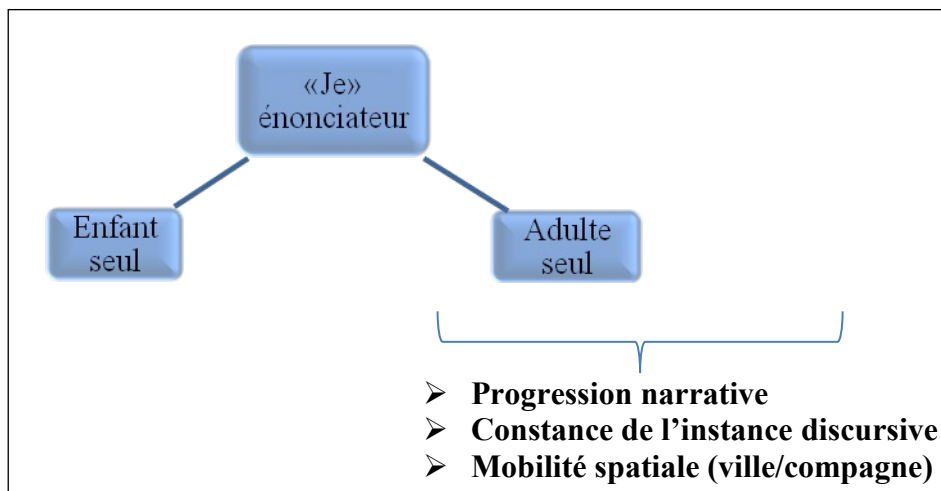 «Je»
énonciateur
Enfant
seul
Adulte
seul
➢ Progression narrative
➢ Constance de l’instance discursive
➢ Mobilité spatiale (ville/compagne)